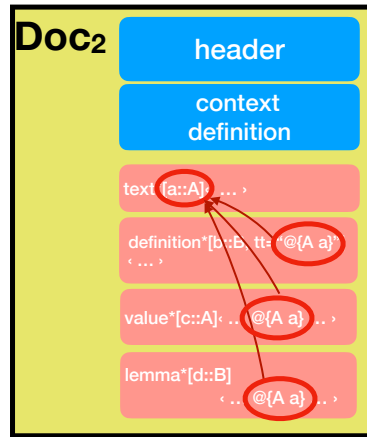 Doc₂
header
context
definition
text*[a::A]‹ … ›
definition*[b::B, tt=“@{A a}”]
‹ … ›
value*[c::A]‹ … @{A a} … ›
lemma*[d::B]
‹ … @{A a} … ›